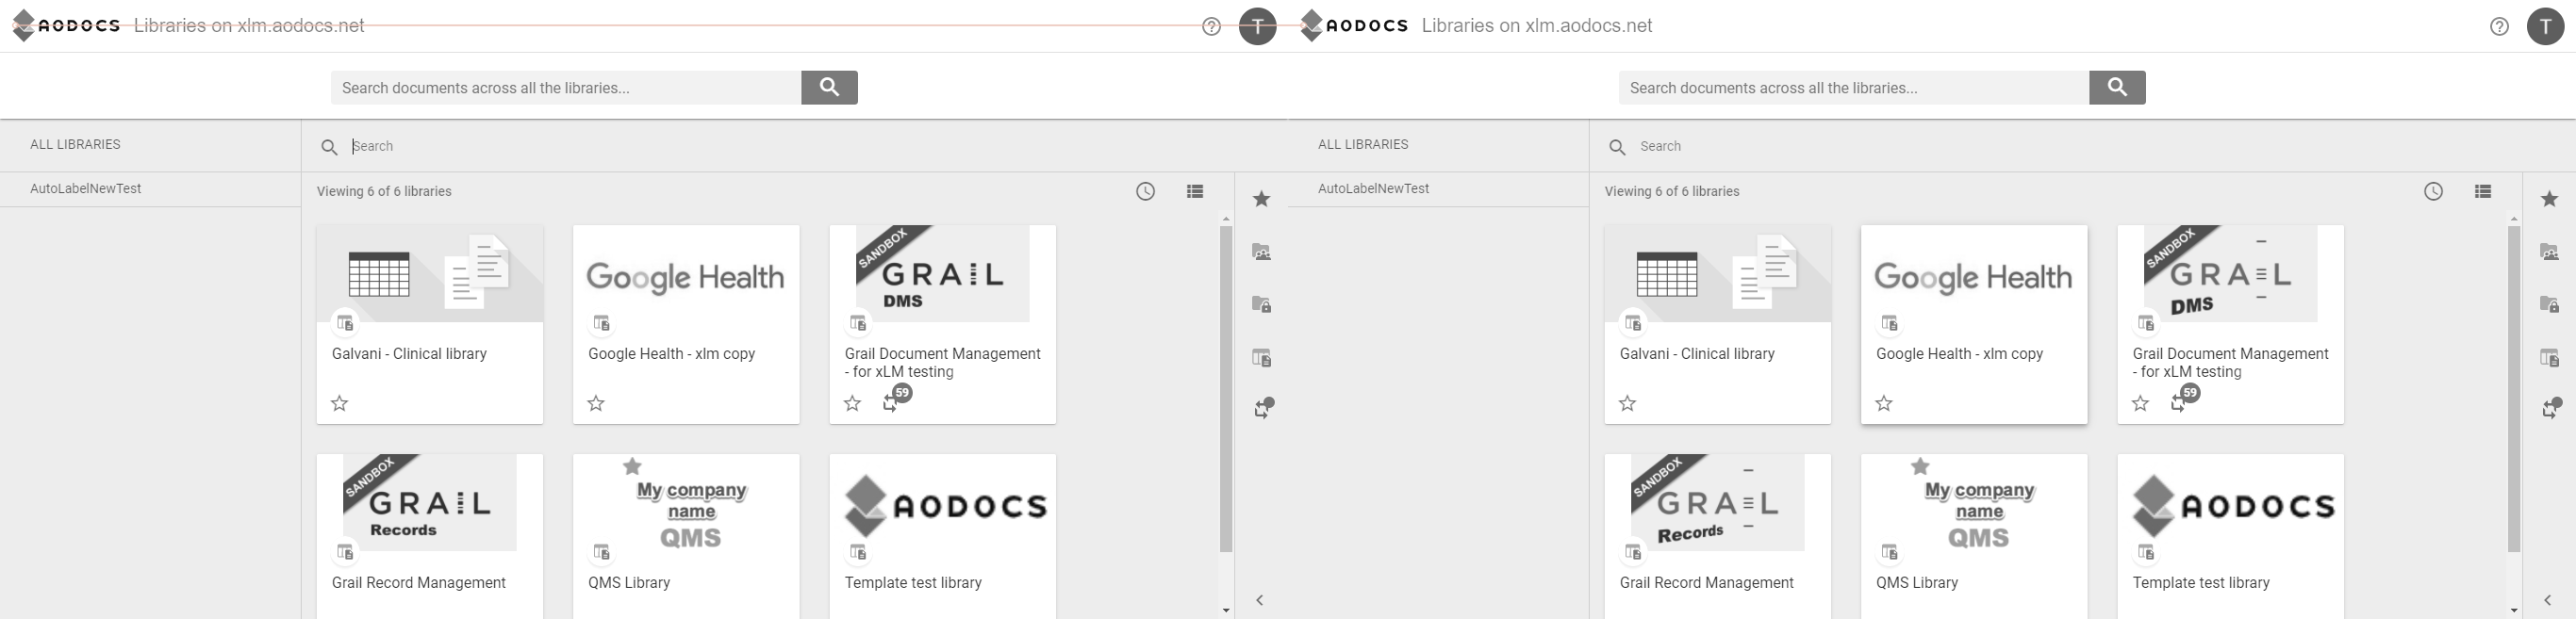 AODOCS Libraries on xlm.aodocs.net
T
Search documents across all the libraries...
ALL LIBRARIES
AutoLabelNewTest
Search
Viewing 6 of 6 libraries
Galvani - Clinical library
Google Health
Google Health - xlm copy
SANDBOX
GRAIL
DMS
Grail Document Management
- for xLM testing
59
SANDBOX
GRAIL
Records
Grail Record Management
My company
name
QMS
QMS Library
AODOCS
Template test library
AODOCS Libraries on xlm.aodocs.net
T
Search documents across all the libraries...
ALL LIBRARIES
AutoLabelNewTest
Search
Viewing 6 of 6 libraries
Galvani - Clinical library
Google Health
Google Health - xlm copy
SANDBOX
GRAIL
DMS
Grail Document Management
- for xLM testing
59
SANDBOX
GRAIL
Records
Grail Record Management
My company
name
QMS
QMS Library
AODOCS
Template test library